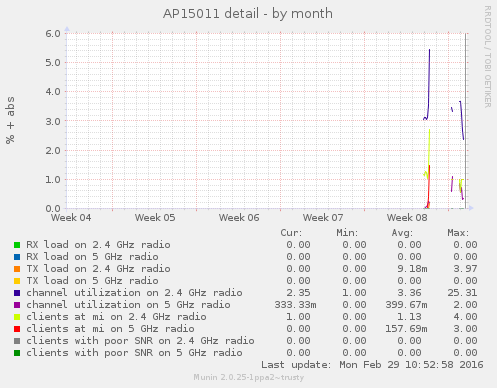 AP15011 detail - by month
RRDTOOL / TOBI OETIKER
% + abs
6.0
5.0
4.0
3.0
2.0
1.0
0.0
Week 04 Week 05 Week 06 Week 07 Week 08
Cur: Min: Avg: Max:
RX load on 2.4 GHz radio 0.00 0.00 0.00 0.00
RX load on 5 GHz radio 0.00 0.00 0.00 0.00
TX load on 2.4 GHz radio 0.00 0.00 9.18m 3.97
TX load on 5 GHz radio 0.00 0.00 0.00 0.00
channel utilization on 2.4 GHz radio 2.35 1.00 3.36 25.31
channel utilization on 5 GHz radio 333.33m 0.00 399.67m 2.00
clients at mi on 2.4 GHz radio 1.00 0.00 1.13 4.00
clients at mi on 5 GHz radio 0.00 0.00 157.69m 3.00
clients with poor SNR on 2.4 GHz radio 0.00 0.00 0.00 0.00
clients with poor SNR on 5 GHz radio 0.00 0.00 0.00 0.00
Last update: Mon Feb 29 10:52:58 2016
Munin 2.0.25-1ppa2~trusty